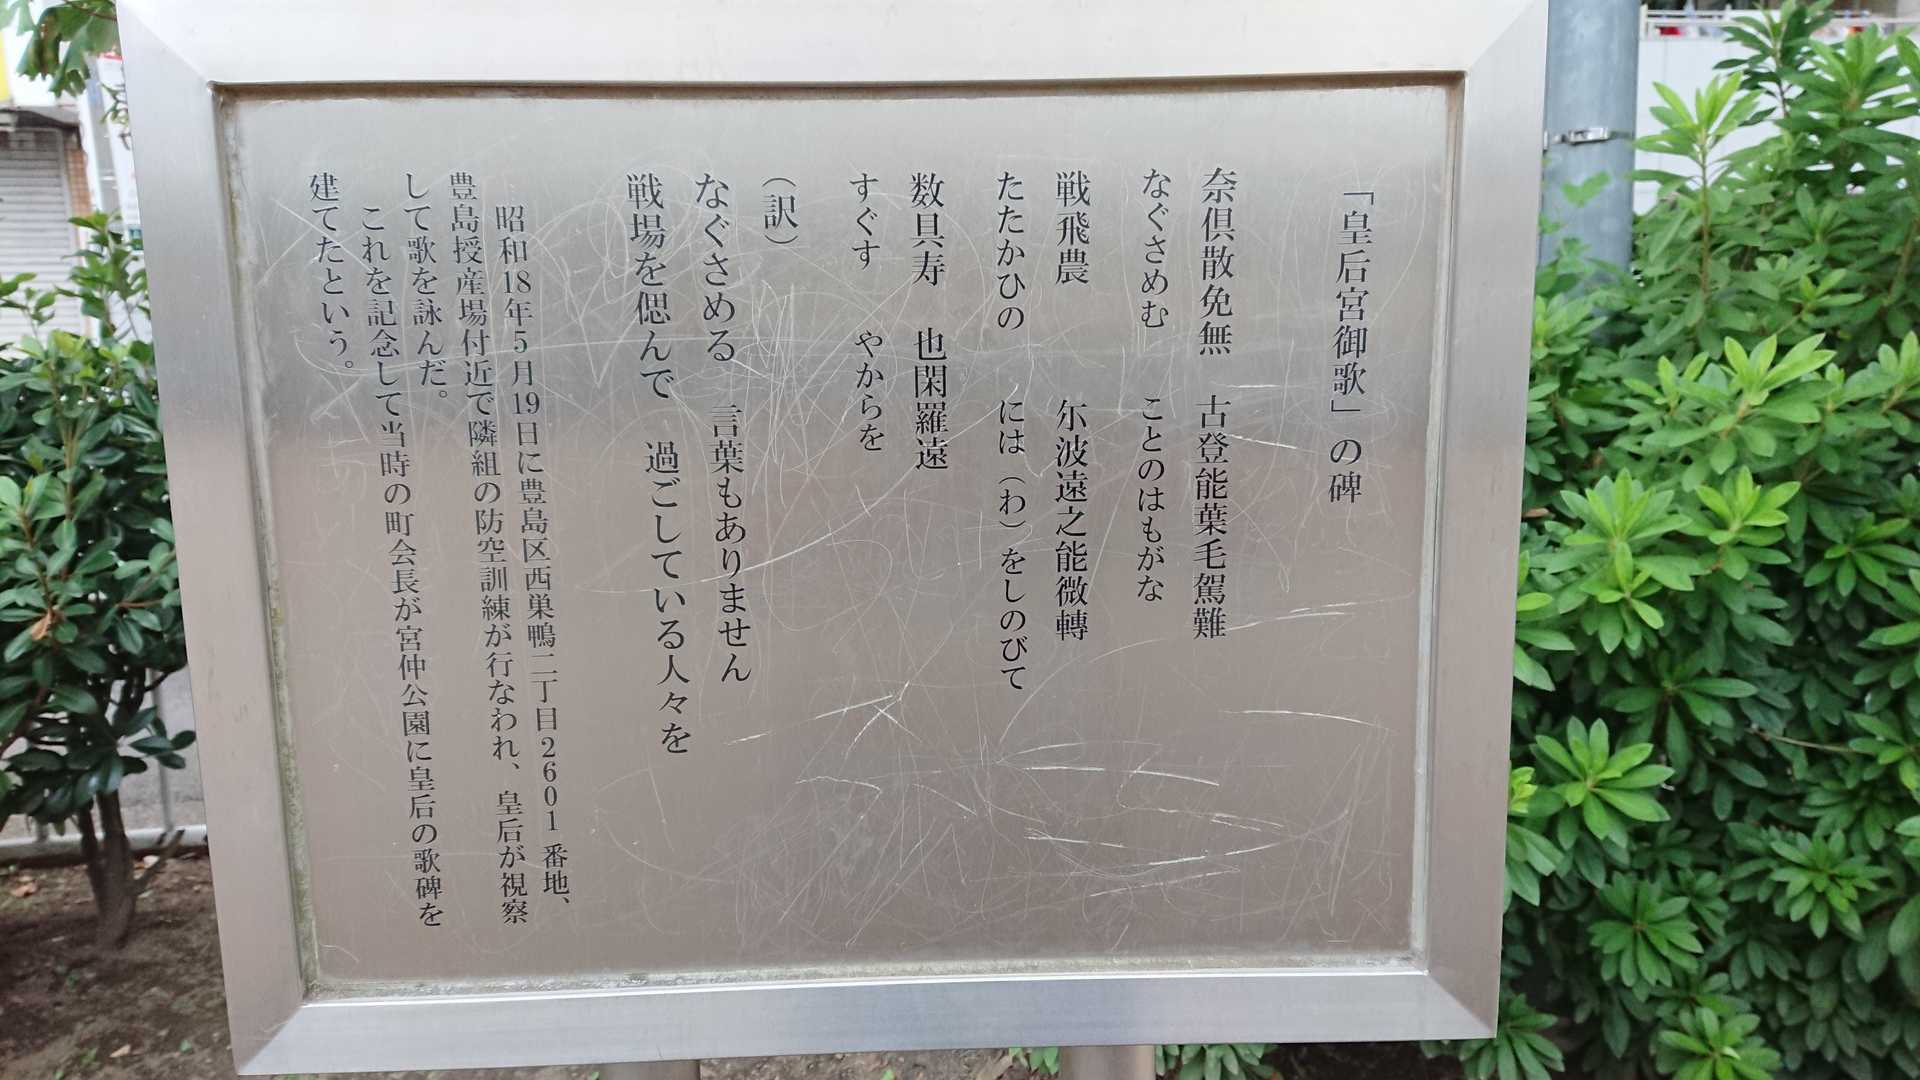 「皇后宮御歌」の碑
奈倶散免無　古登能葉毛駕難
なぐさめむ　ことのはもがな
戦飛農　　　尓波遠之能微轉
たたかひの　　には（わ）をしのびて
数具寿　也閑羅遠
すぐす　やからを
（訳）
なぐさめる　言葉もありません
戦場を偲んで　過ごしている人々を
昭和18年5月19日に豊島区西巣鴨二丁目2601番地、
豊島授産場付近で隣組の防空訓練が行なわれ、皇后が視察
して歌を詠んだ。
これを記念して当時の町会長が宮仲公園に皇后の歌碑を
建てたという。